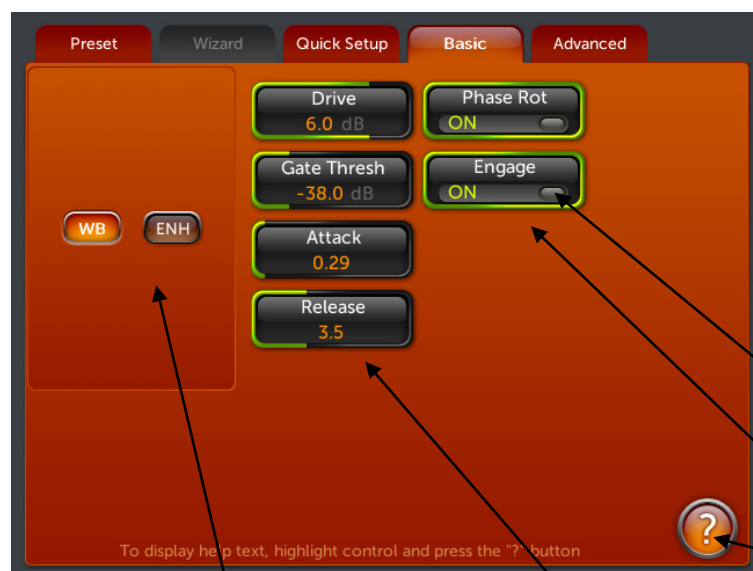 Preset Wizard Quick Setup Basic Advanced
Drive
6.0 dB
Phase Rot
ON
Gate Thresh
-38.0 dB
Engage
ON
WB ENH
Attack
0.29
Release
3.5
?
To display help text, highlight control and press the "?" button